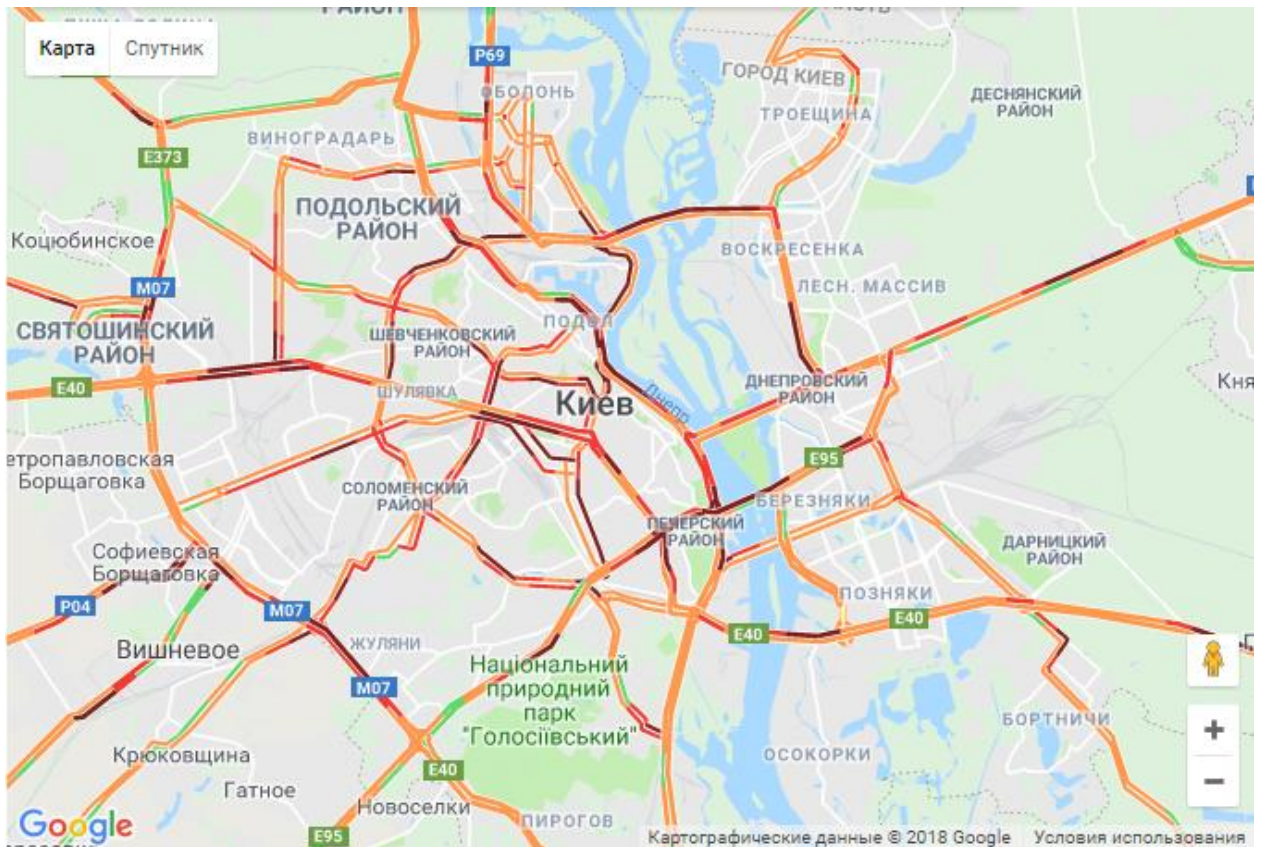 РАЙОН
Карта
Спутник
P69
ОБОЛОНЬ
ГОРОД КИЕВ
ТРОЕЩИНА
ДЕСНЯНСКИЙ
РАЙОН
ВИНОГРАДАРЬ
E373
ПОДОЛЬСКИЙ
РАЙОН
Коцюбинское
ВОСКРЕСЕНКА
M07
ЛЕСН. МАССИВ
СВЯТОШИНСКИЙ
РАЙОН
ПОДОЛ
ШЕВЧЕНКОВСКИЙ
РАЙОН
E40
ШУЛЯВКА
Киев
Днепр
ДНЕПРОВСКИЙ
РАЙОН
Кня
E95
етропавловская
Борщаговка
СОЛОМЕНСКИЙ
РАЙОН
БЕРЕЗНЯКИ
ПЕЧЕРСКИЙ
РАЙОН
ДАРНИЦКИЙ
РАЙОН
Софиевская
Борщаговка
P04
M07
ПОЗНЯКИ
E40
E40
Вишневое
ЖУЛЯНИ
M07
Національний
природний
парк
"Голосіївський"
БОРТНИЧИ
Крюковщина
E40
ОСОКОРКИ
Гатное
Новоселки
ПИРОГОВ
+
−
Google
E95
Картографические данные © 2018 Google
Условия использования